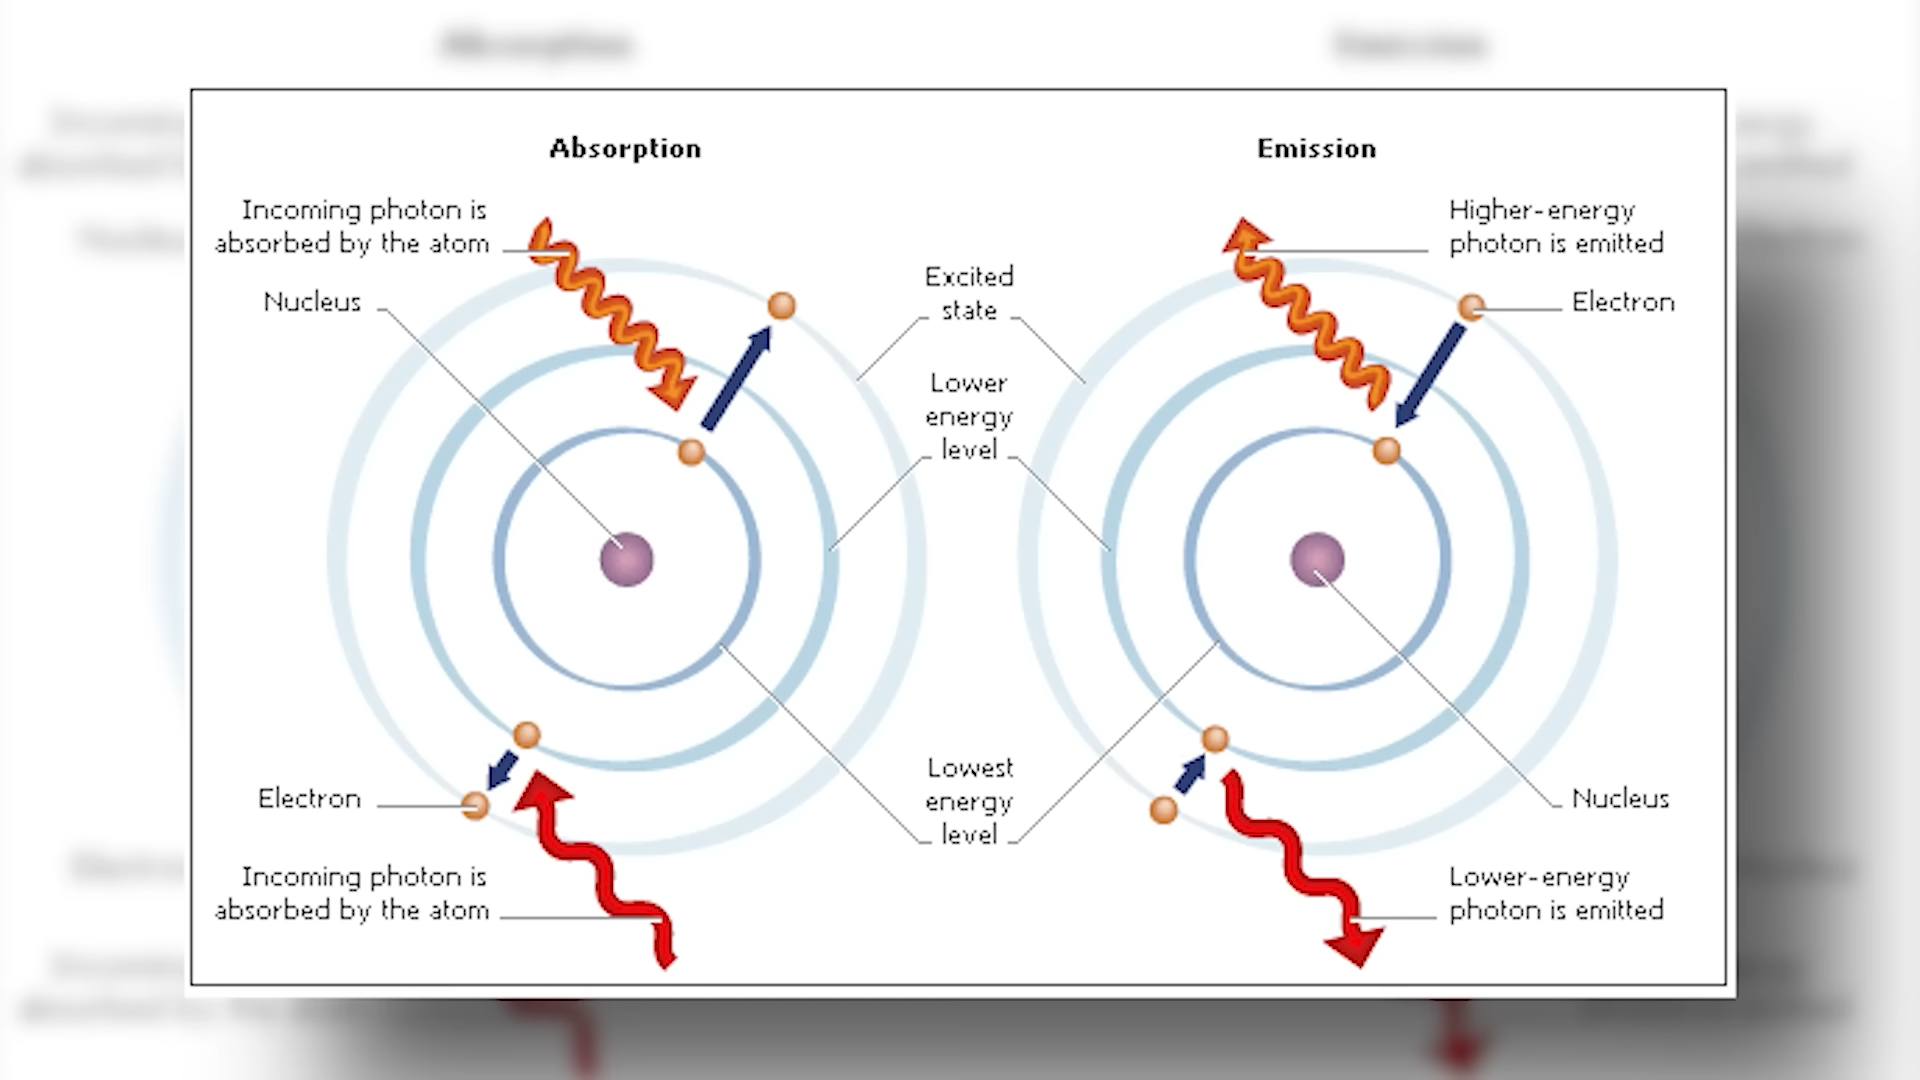 Absorption
Incoming photon is
absorbed by the atom
Nucleus
Electron
Incoming photon is
absorbed by the atom
Excited
state
Lower
energy
level
Lowest
energy
level
Emission
Higher-energy
photon is emitted
Electron
Nucleus
Lower-energy
photon is emitted